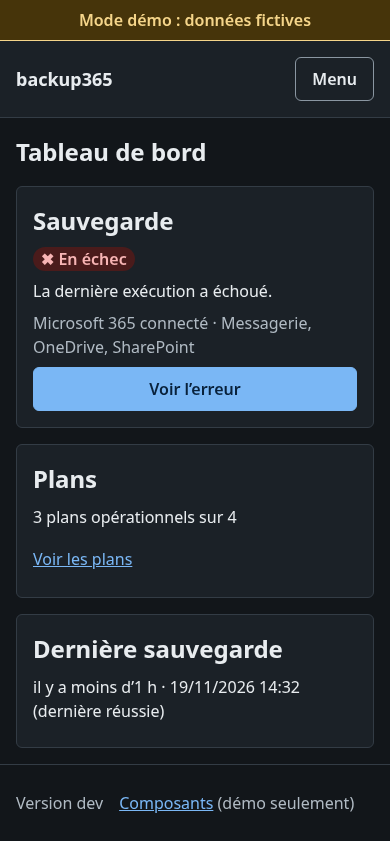 Mode démo : données fictives
backup365
Menu
Tableau de bord
Sauvegarde
✖ En échec
La dernière exécution a échoué.
Microsoft 365 connecté · Messagerie,
OneDrive, SharePoint
Voir l’erreur
Plans
3 plans opérationnels sur 4
Voir les plans
Dernière sauvegarde
il y a moins d’1 h · 19/11/2026 14:32
(dernière réussie)
Version dev Composants (démo seulement)